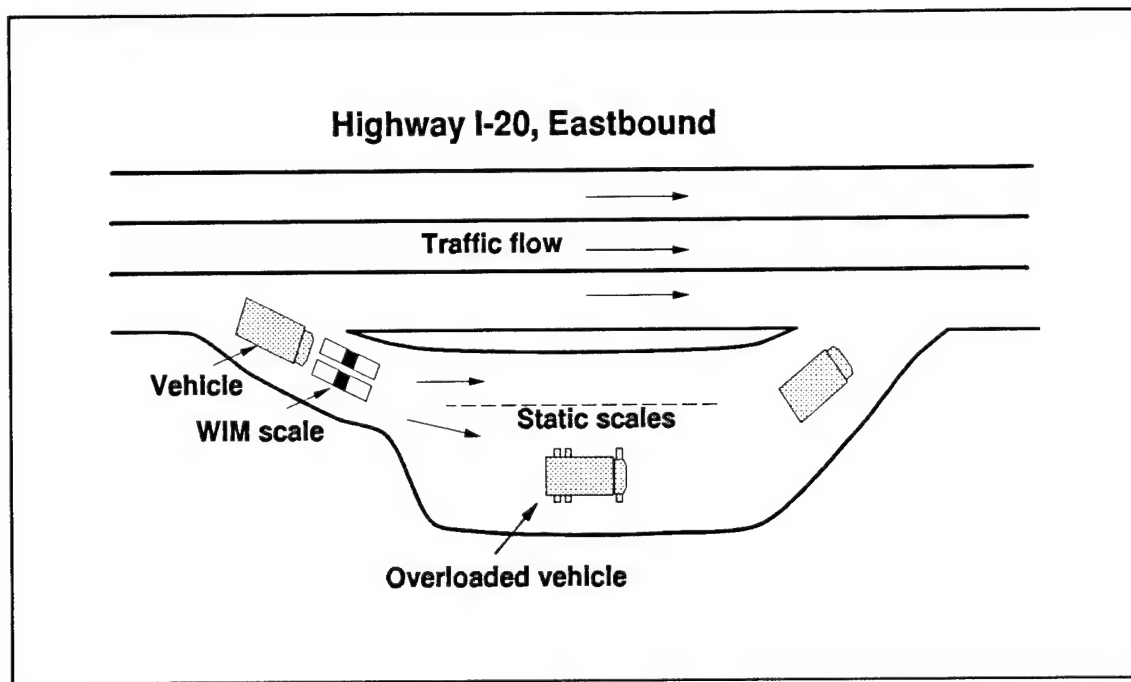 Highway I-20, Eastbound
Traffic flow
Vehicle
WIM scale
Static scales
Overloaded vehicle